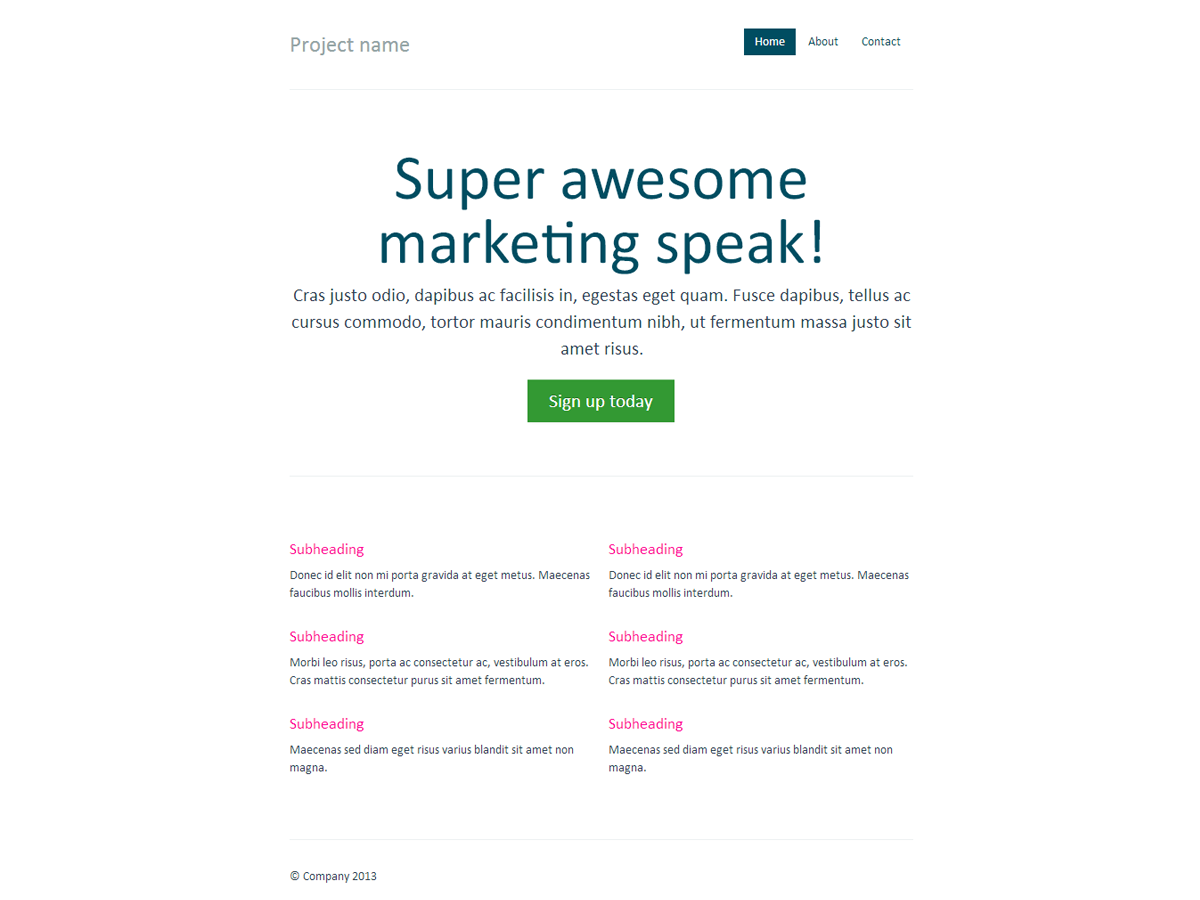 Project name
Home About Contact
Super awesome
marketing speak!
Cras justo odio, dapibus ac facilisis in, egestas eget quam. Fusce dapibus, tellus ac
cursus commodo, tortor mauris condimentum nibh, ut fermentum massa justo sit
amet risus.
Sign up today
Subheading
Donec id elit non mi porta gravida at eget metus. Maecenas
faucibus mollis interdum.
Subheading
Morbi leo risus, porta ac consectetur ac, vestibulum at eros.
Cras mattis consectetur purus sit amet fermentum.
Subheading
Maecenas sed diam eget risus varius blandit sit amet non
magna.
Subheading
Donec id elit non mi porta gravida at eget metus. Maecenas
faucibus mollis interdum.
Subheading
Morbi leo risus, porta ac consectetur ac, vestibulum at eros.
Cras mattis consectetur purus sit amet fermentum.
Subheading
Maecenas sed diam eget risus varius blandit sit amet non
magna.
© Company 2013